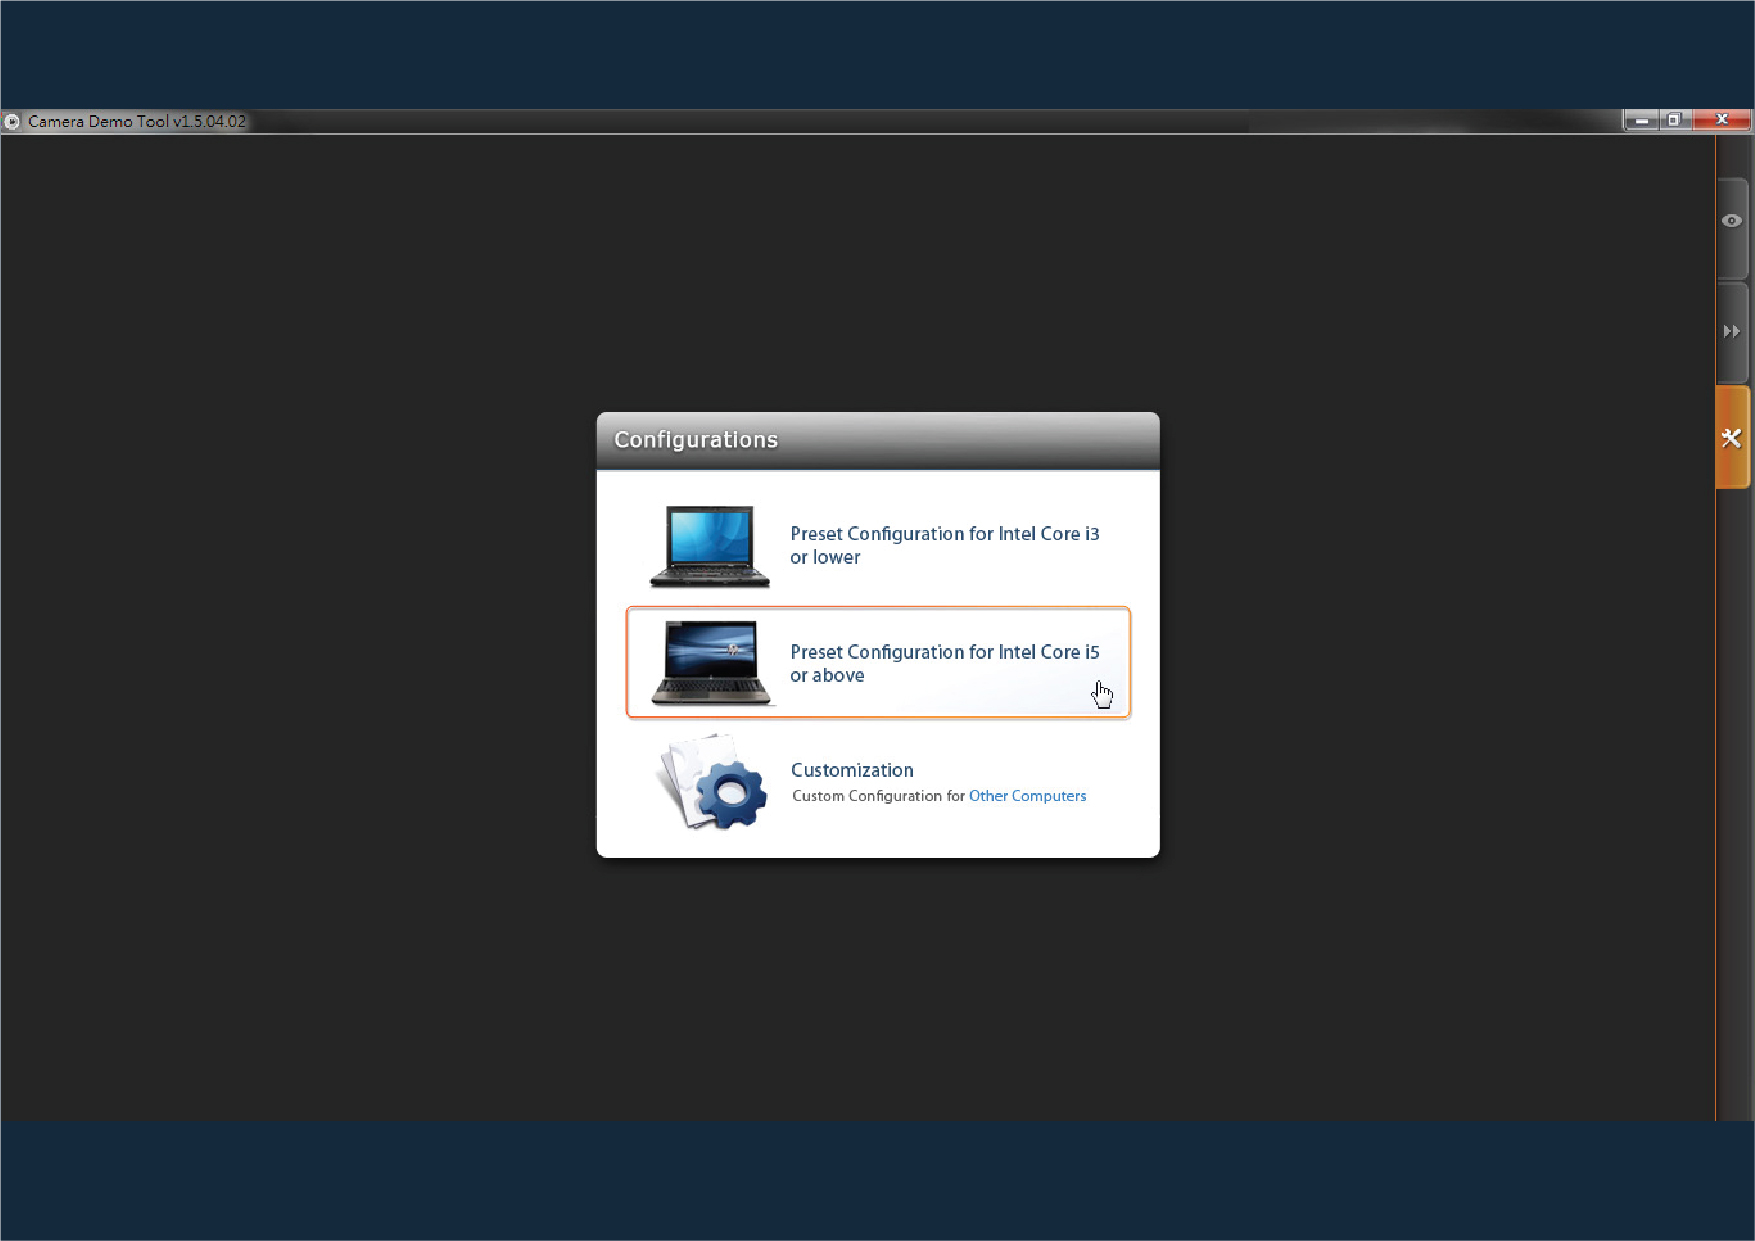 Camera Demo Tool v1.5.04.02
Configurations
Preset Configuration for Intel Core i3
or lower
Preset Configuration for Intel Core i5
or above
Customization
Custom Configuration for Other Computers